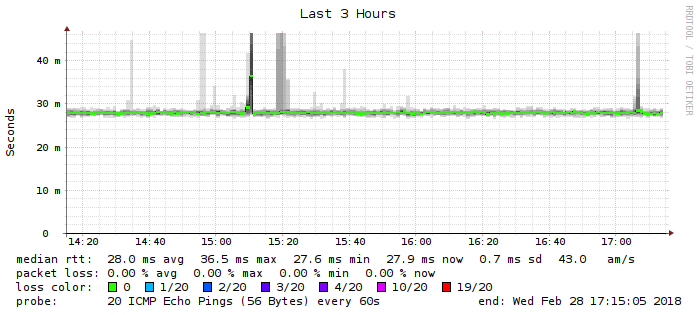 Last 3 Hours
RRDTOOL / TOBI OETIKER
Seconds
40 m
30 m
20 m
10 m
0
14:20 14:40 15:00 15:20 15:40 16:00 16:20 16:40 17:00
median rtt: 28.0 ms avg 36.5 ms max 27.6 ms min 27.9 ms now 0.7 ms sd 43.0 am/s
packet loss: 0.00 % avg 0.00 % max 0.00 % min 0.00 % now
loss color: 0 1/20 2/20 3/20 4/20 10/20 19/20
probe: 20 ICMP Echo Pings (56 Bytes) every 60s end: Wed Feb 28 17:15:05 2018